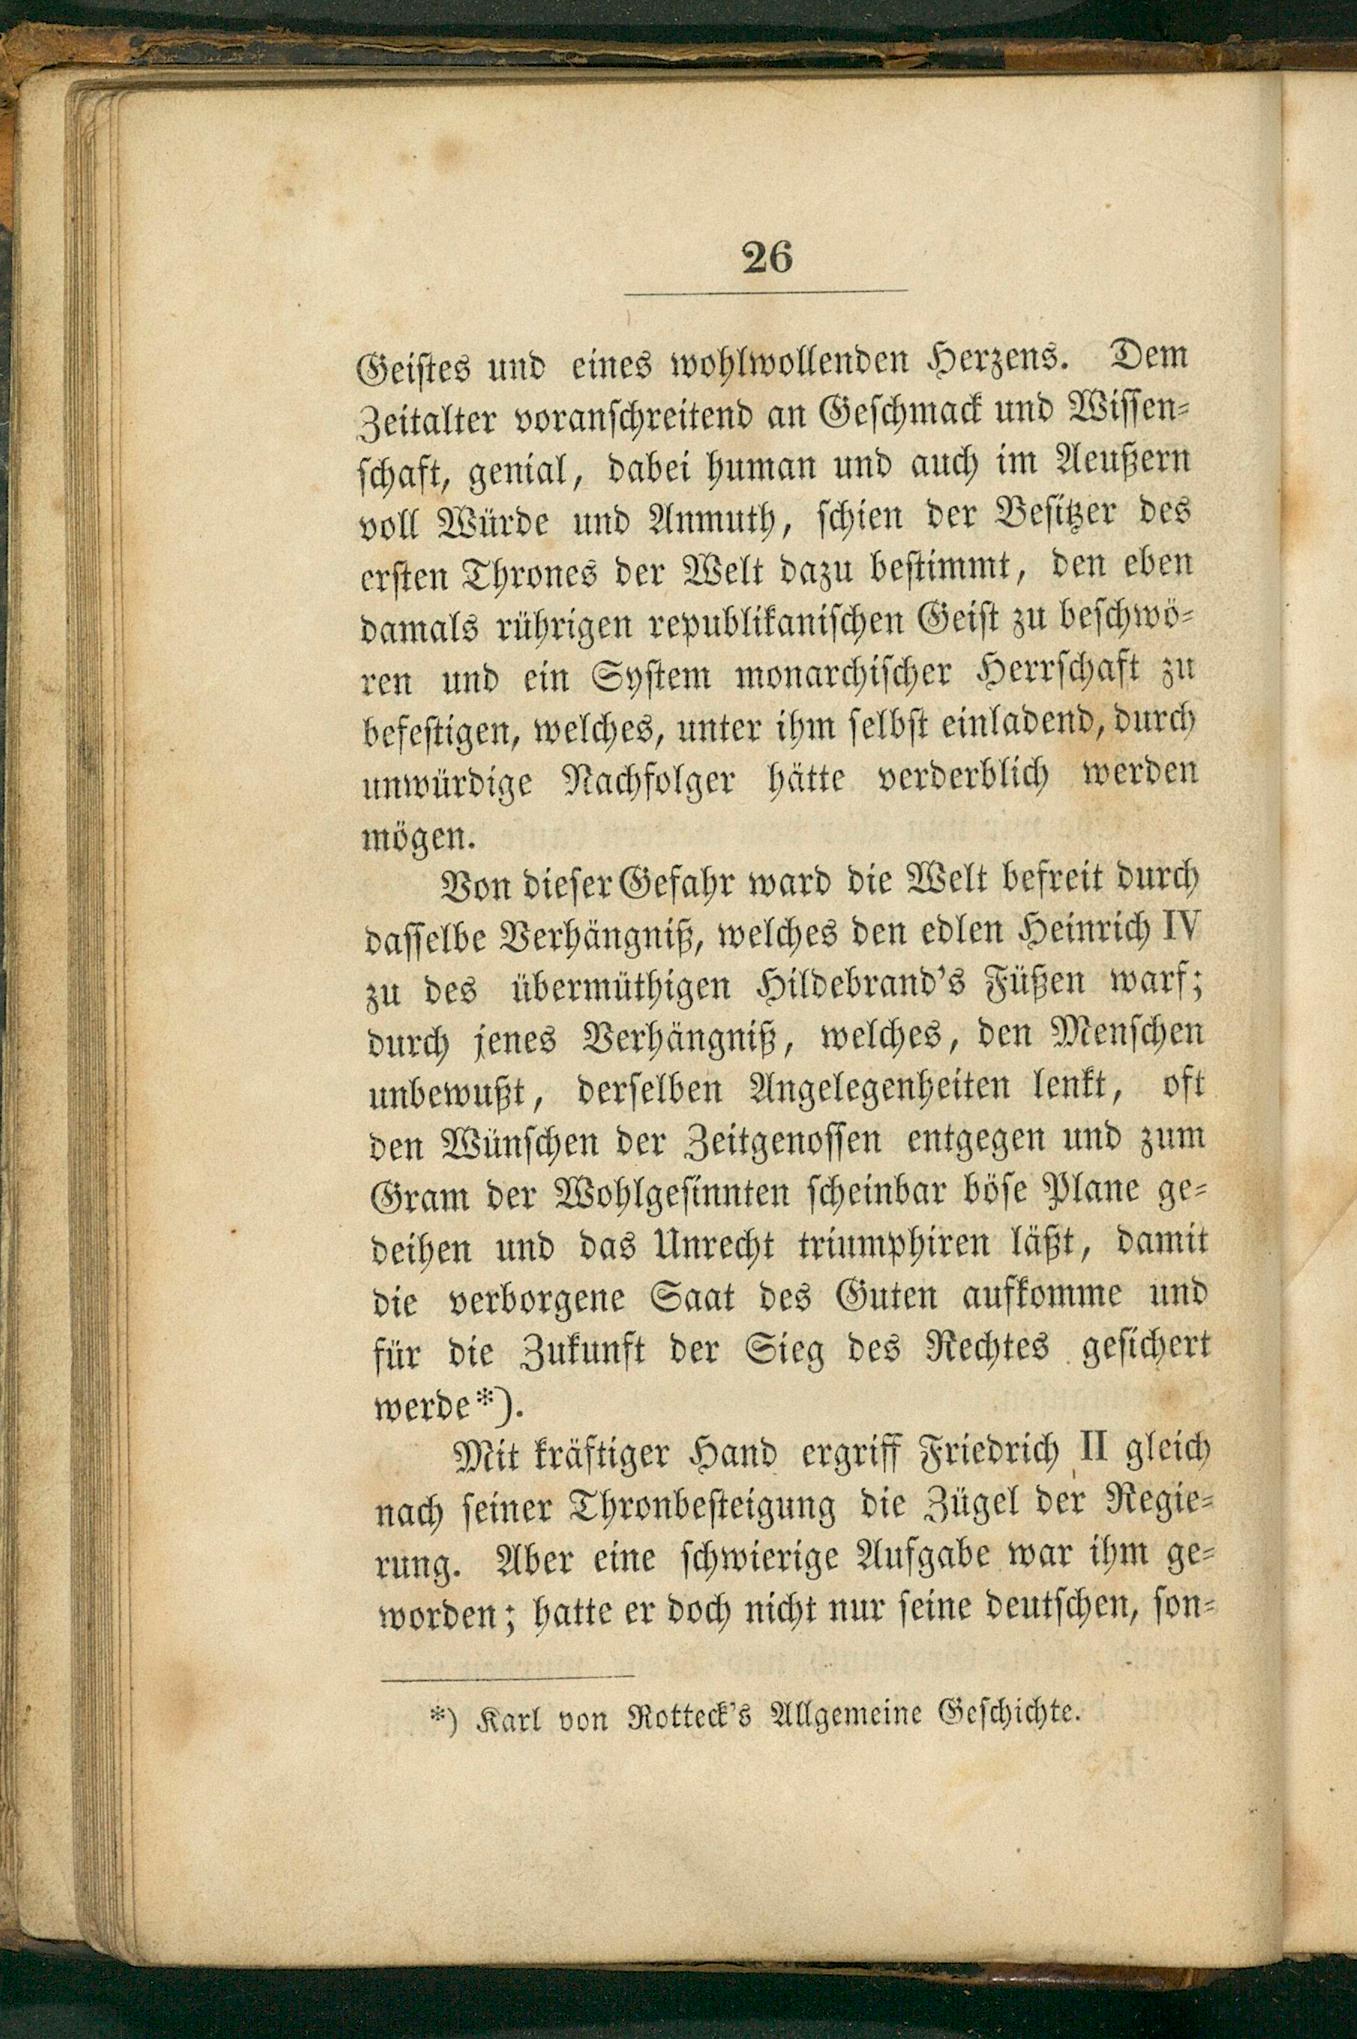 26
Geistes und eines wohlwollenden Herzens. Dem
Zeitalter voranschreitend an Geschmack und Wissen-
schaft, genial, dabei human und auch im Aeußern
voll Würde und Anmuth, schien der Besitzer des
ersten Thrones der Welt dazu bestimmt, den eben
damals rührigen republikanischen Geist zu beschwö-
ren und ein System monarchischer Herrschaft zu
befestigen, welches, unter ihm selbst einladend, durch
unwürdige Nachfolger hätte verderblich werden
mögen.
Von dieser Gefahr ward die Welt befreit durch
dasselbe Verhängniß, welches den edlen Heinrich IV
zu des übermüthigen Hildebrand's Füßen warf;
durch jenes Verhängniß, welches, den Menschen
unbewußt, derselben Angelegenheiten lenkt, oft
den Wünschen der Zeitgenossen entgegen und zum
Gram der Wohlgesinnten scheinbar böse Plane ge-
deihen und das Unrecht triumphiren läßt, damit
die verborgene Saat des Guten aufkomme und
für die Zukunft der Sieg des Rechtes gesichert
werde*).
Mit kräftiger Hand ergriff Friedrich II gleich
nach seiner Thronbesteigung die Zügel der Regie-
rung. Aber eine schwierige Aufgabe war ihm ge-
worden; hatte er doch nicht nur seine deutschen, son-
*) Karl von Rotteck's Allgemeine Geschichte.